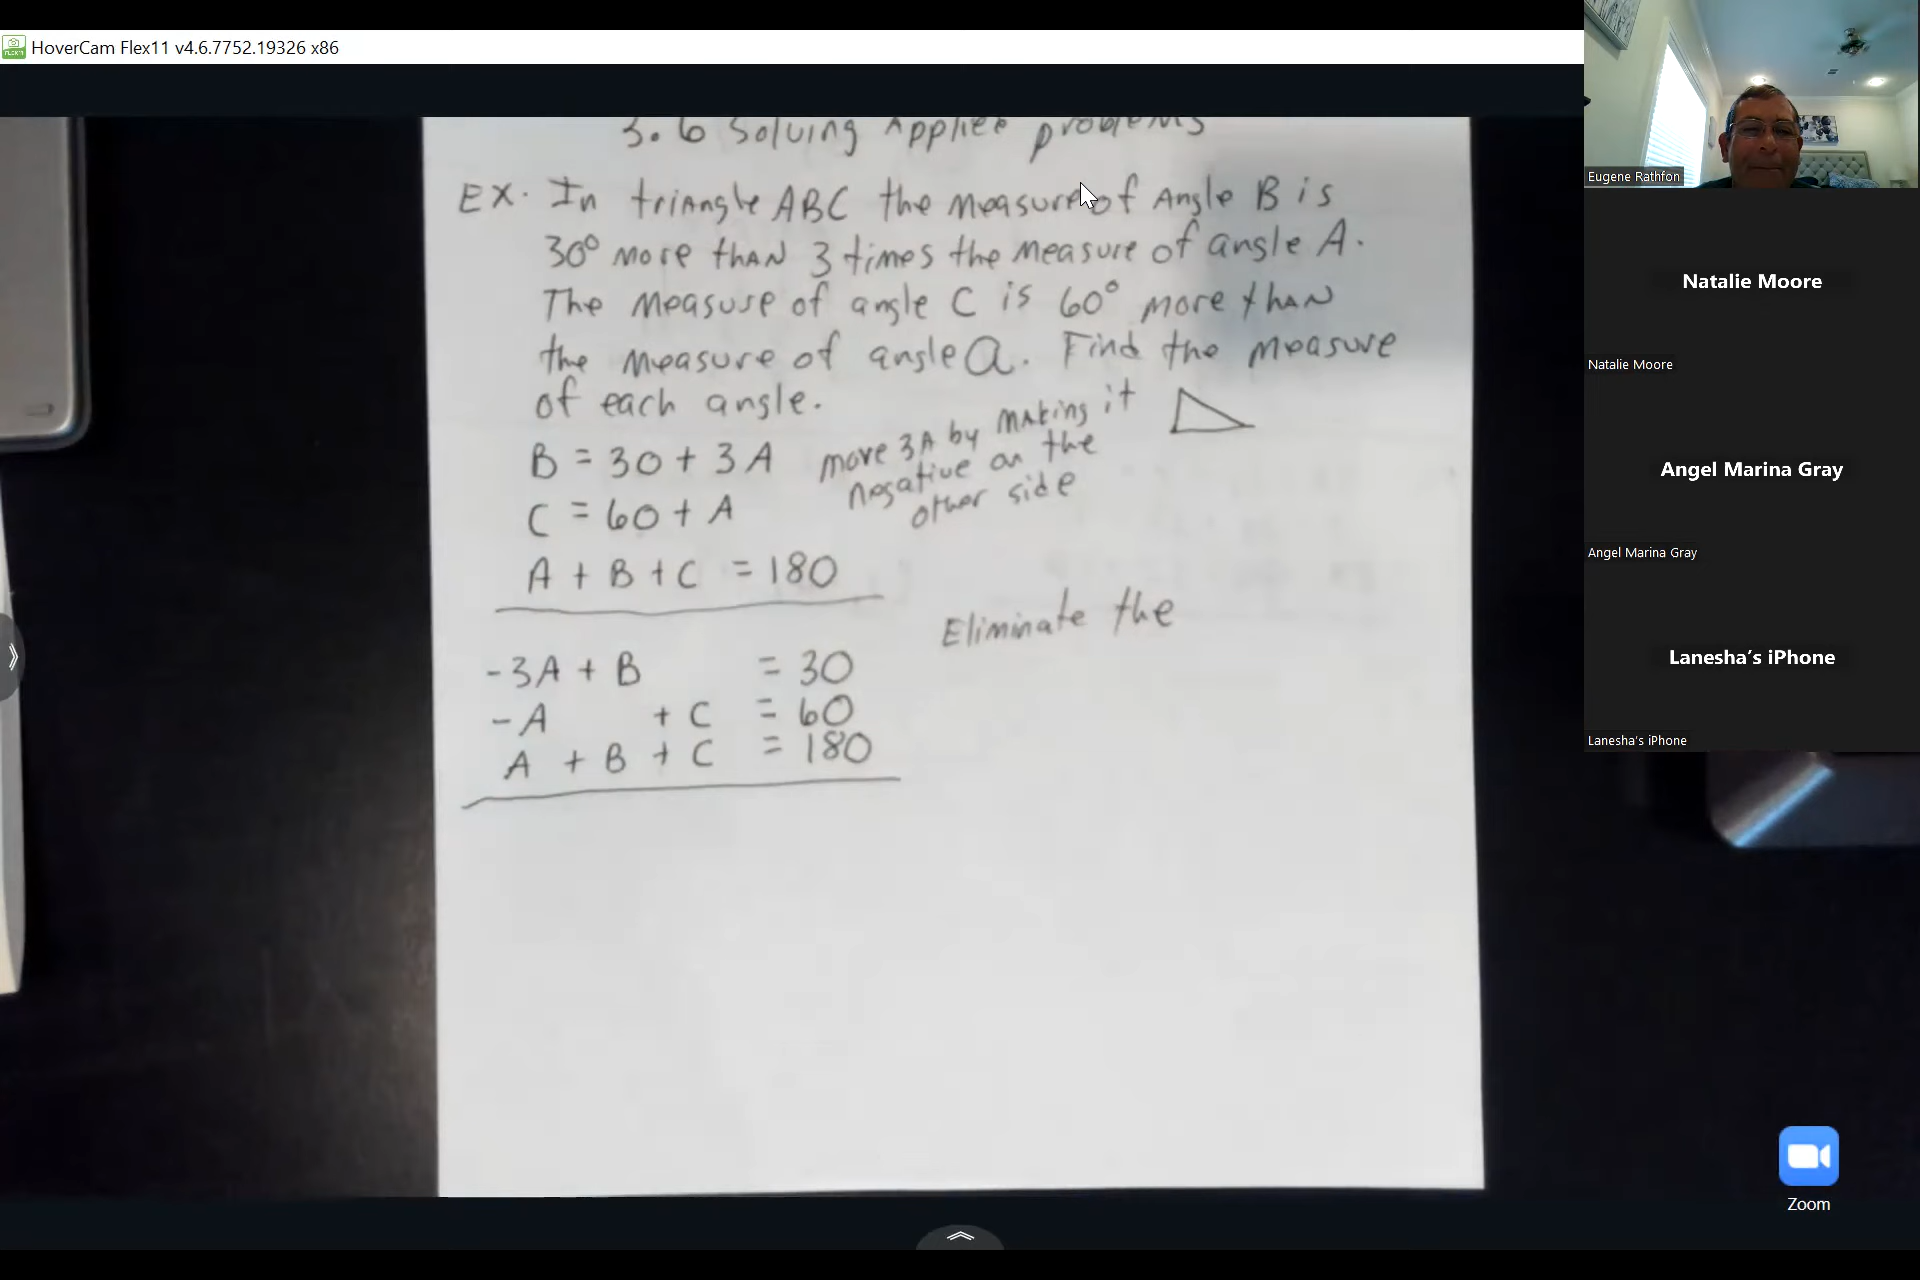 HoverCam Flex11 v4.6.7752.19326 x86
3.6 Solving Applied problems
EX. In triangle ABC the measure of Angle B is
30° more than 3 times the measure of angle A.
The measure of angle C is 60° more than
the measure of angle a. Find the measure
of each angle.
B = 30 + 3A
move 3A by making it
negative on the
other side
C = 60 + A
A + B + C = 180
Eliminate the
-3A + B = 30
-A + C = 60
A + B + C = 180
Eugene Rathfon
Natalie Moore
Natalie Moore
Angel Marina Gray
Angel Marina Gray
Lanesha's iPhone
Lanesha's iPhone
Zoom